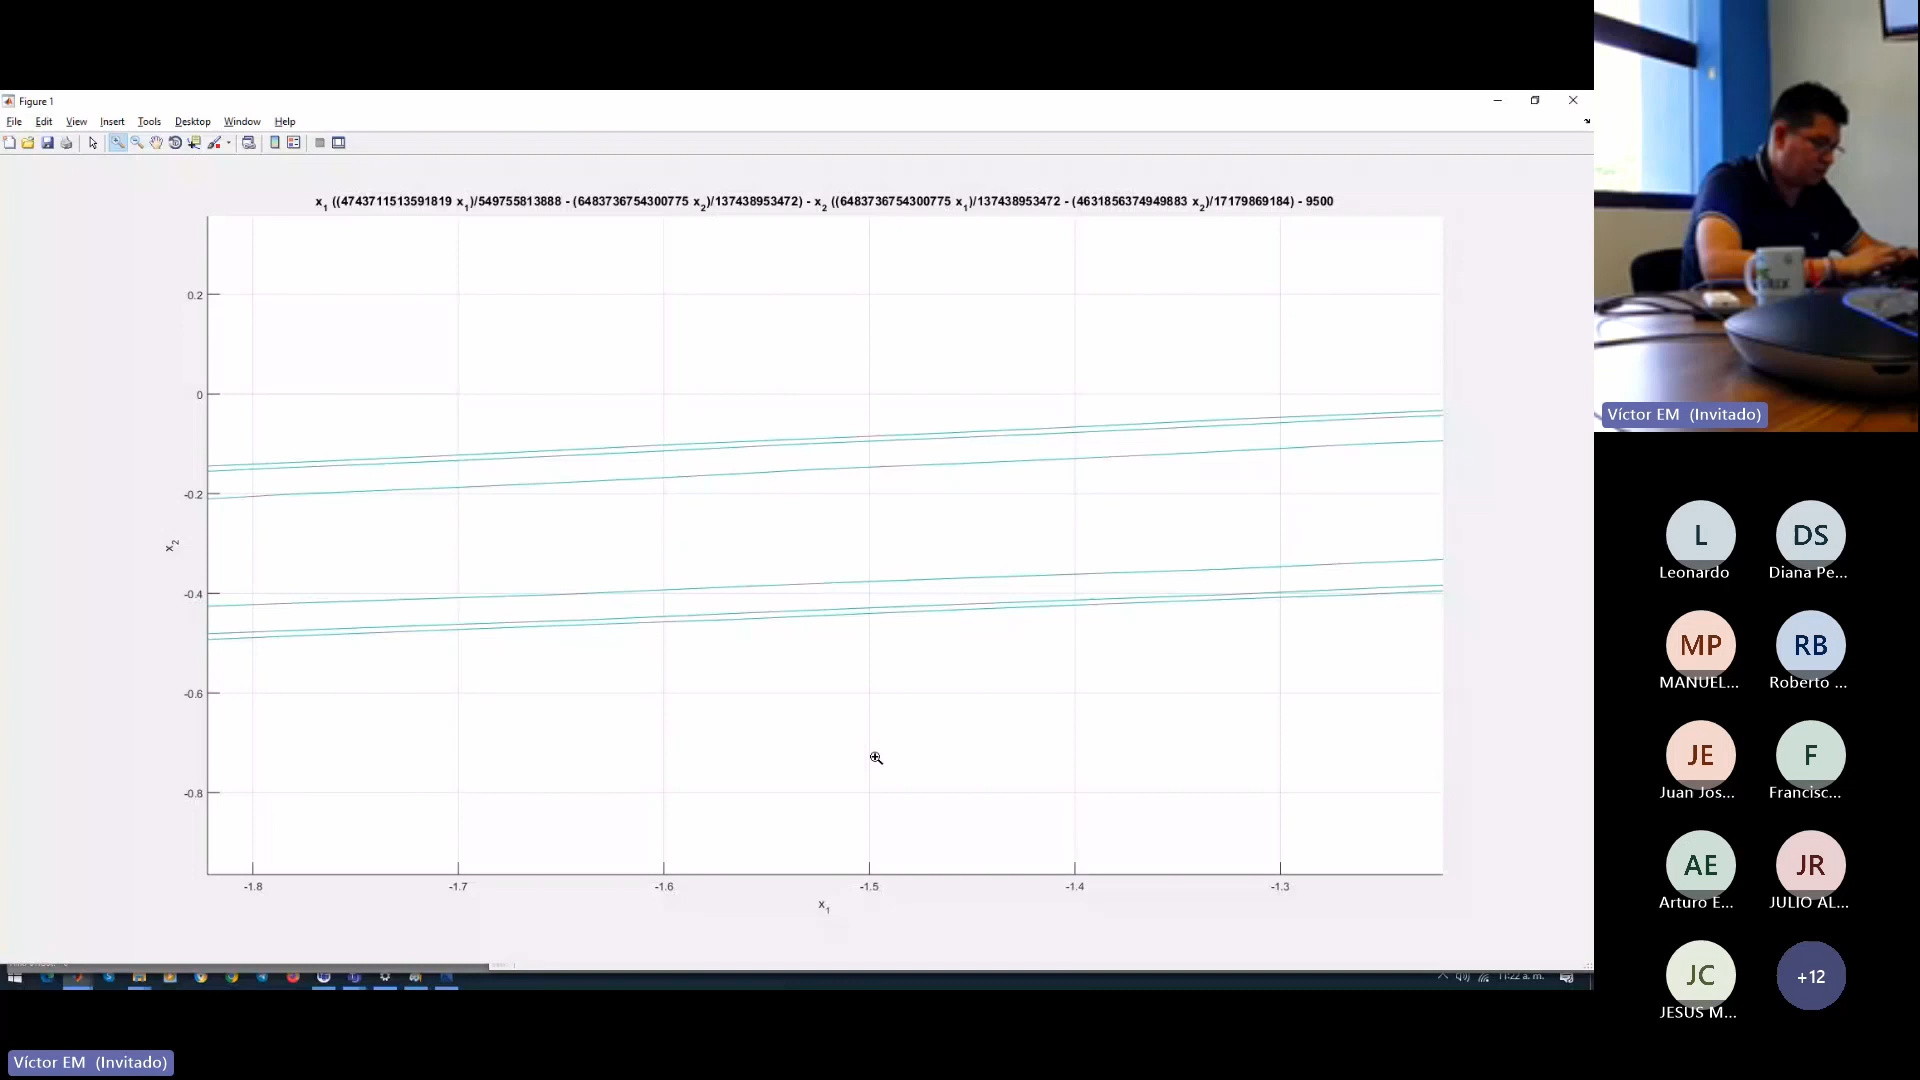 Figure 1
File Edit View Insert Tools Desktop Window Help
x1 ((4743711513591819 x1)/549755813888 - (6483736754300775 x2)/137438953472) - x2 ((6483736754300775 x1)/137438953472 - (4631856374949883 x2)/17179869184) - 9500
0.2
0
-0.2
-0.4
-0.6
-0.8
x2
-1.8 -1.7 -1.6 -1.5 -1.4 -1.3
x1
11:22 a. m.
Víctor EM (Invitado)
Víctor EM (Invitado)
L DS
Leonardo Diana Pe...
MP RB
MANUEL... Roberto ...
JE F
Juan Jos... Francisc...
AE JR
Arturo E... JULIO AL...
JC +12
JESUS M...